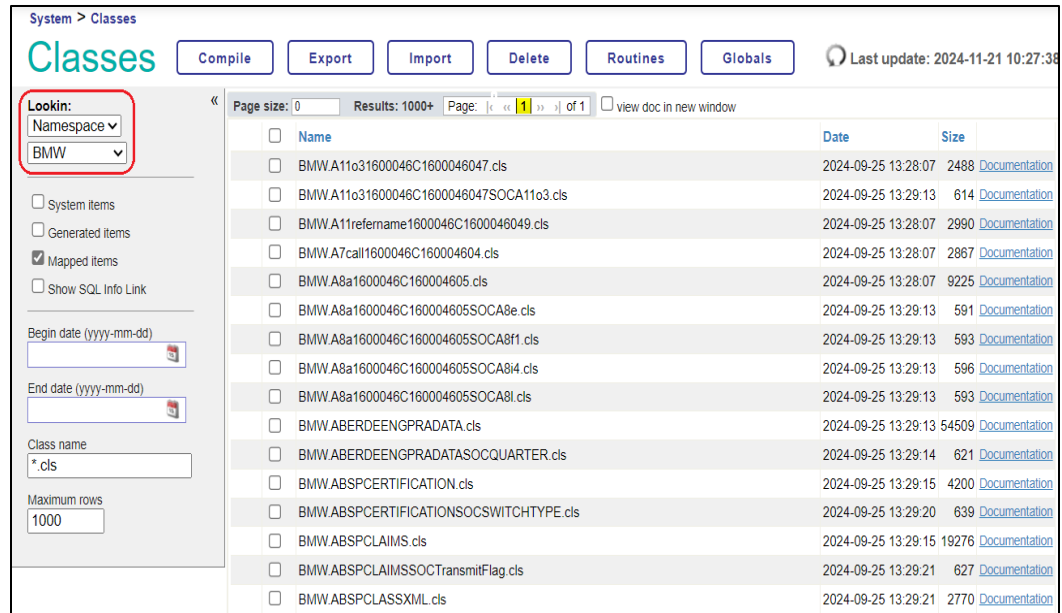 System > Classes
Classes Compile Export Import Delete Routines Globals Last update: 2024-11-21 10:27:38
Lookin:
Namespace
BMW
System items
Generated items
Mapped items
Show SQL Info Link
Begin date (yyyy-mm-dd)
End date (yyyy-mm-dd)
Class name
*.cls
Maximum rows
1000
« Page size: 0 Results: 1000+ Page: |‹ ‹‹ 1 ›› ›| of 1 view doc in new window
Name Date Size
BMW.A11o31600046C1600046047.cls 2024-09-25 13:28:07 2488 Documentation
BMW.A11o31600046C1600046047SOCA11o3.cls 2024-09-25 13:29:13 614 Documentation
BMW.A11refername1600046C1600046049.cls 2024-09-25 13:28:07 2990 Documentation
BMW.A7call1600046C160004604.cls 2024-09-25 13:28:07 2867 Documentation
BMW.A8a1600046C160004605.cls 2024-09-25 13:28:07 9225 Documentation
BMW.A8a1600046C160004605SOCA8e.cls 2024-09-25 13:29:13 591 Documentation
BMW.A8a1600046C160004605SOCA8f1.cls 2024-09-25 13:29:13 593 Documentation
BMW.A8a1600046C160004605SOCA8i4.cls 2024-09-25 13:29:13 596 Documentation
BMW.A8a1600046C160004605SOCA8l.cls 2024-09-25 13:29:13 593 Documentation
BMW.ABERDEENGPRADATA.cls 2024-09-25 13:29:13 54509 Documentation
BMW.ABERDEENGPRADATASOCQUARTER.cls 2024-09-25 13:29:14 621 Documentation
BMW.ABSPCERTIFICATION.cls 2024-09-25 13:29:15 4200 Documentation
BMW.ABSPCERTIFICATIONSOCSWITCHTYPE.cls 2024-09-25 13:29:20 639 Documentation
BMW.ABSPCLAIMS.cls 2024-09-25 13:29:15 19276 Documentation
BMW.ABSPCLAIMSSOCTransmitFlag.cls 2024-09-25 13:29:21 627 Documentation
BMW.ABSPCLASSXML.cls 2024-09-25 13:29:21 2770 Documentation